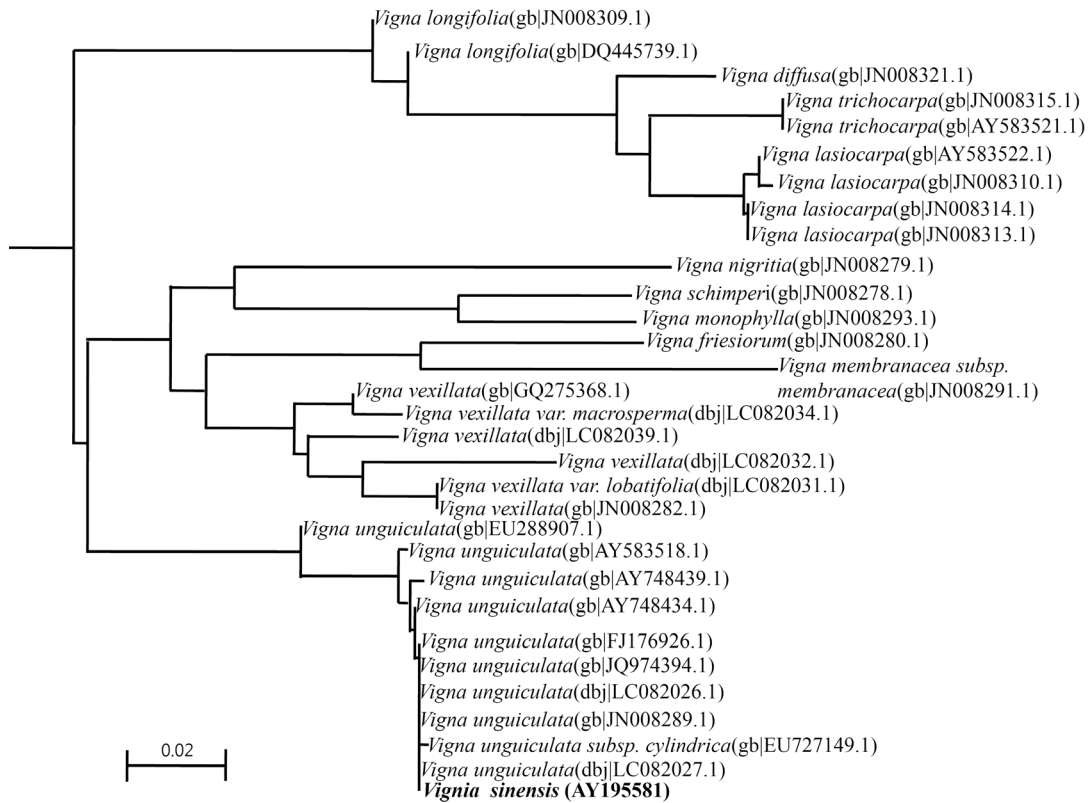 Vigna longifolia(gb|JN008309.1)
Vigna longifolia(gb|DQ445739.1)
Vigna diffusa(gb|JN008321.1)
Vigna trichocarpa(gb|JN008315.1)
Vigna trichocarpa(gb|AY583521.1)
Vigna lasiocarpa(gb|AY583522.1)
Vigna lasiocarpa(gb|JN008310.1)
Vigna lasiocarpa(gb|JN008314.1)
Vigna lasiocarpa(gb|JN008313.1)
Vigna nigritia(gb|JN008279.1)
Vigna schimperi(gb|JN008278.1)
Vigna monophylla(gb|JN008293.1)
Vigna friesiorum(gb|JN008280.1)
Vigna membranacea subsp.
membranacea(gb|JN008291.1)
Vigna vexillata(gb|GQ275368.1)
Vigna vexillata var. macrosperma(dbj|LC082034.1)
Vigna vexillata(dbj|LC082039.1)
Vigna vexillata(dbj|LC082032.1)
Vigna vexillata var. lobatifolia(dbj|LC082031.1)
Vigna vexillata(gb|JN008282.1)
Vigna unguiculata(gb|EU288907.1)
Vigna unguiculata(gb|AY583518.1)
Vigna unguiculata(gb|AY748439.1)
Vigna unguiculata(gb|AY748434.1)
Vigna unguiculata(gb|FJ176926.1)
Vigna unguiculata(gb|JQ974394.1)
Vigna unguiculata(dbj|LC082026.1)
Vigna unguiculata(gb|JN008289.1)
Vigna unguiculata subsp. cylindrica(gb|EU727149.1)
Vigna unguiculata(dbj|LC082027.1)
Vignia sinensis (AY195581)
0.02